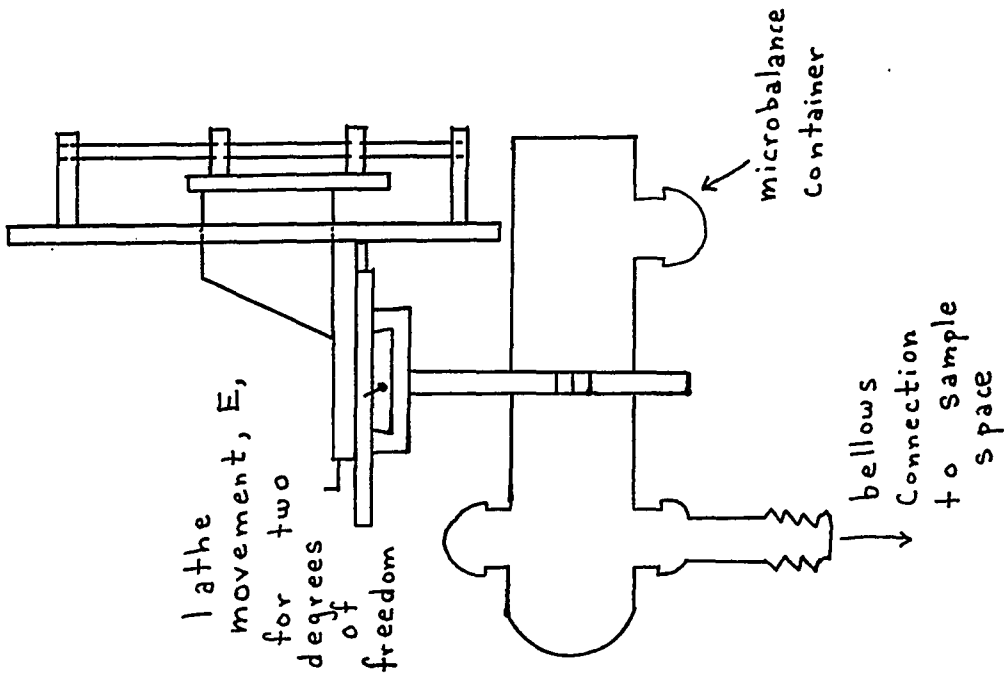 lathe
movement, E,
for two
degrees
of
freedom
microbalance
Container
bellows
Connection
to sample
space